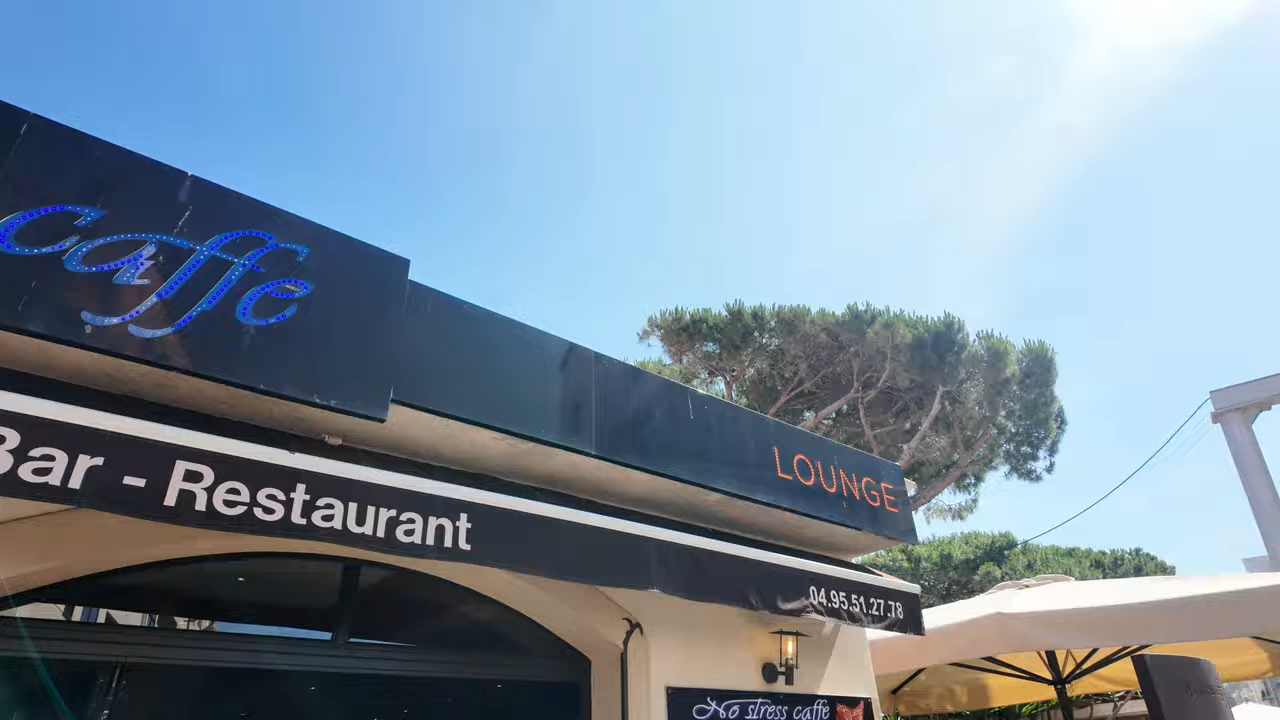 caffe
LOUNGE
Bar - Restaurant
04.95.51.27.78
No stress caffe